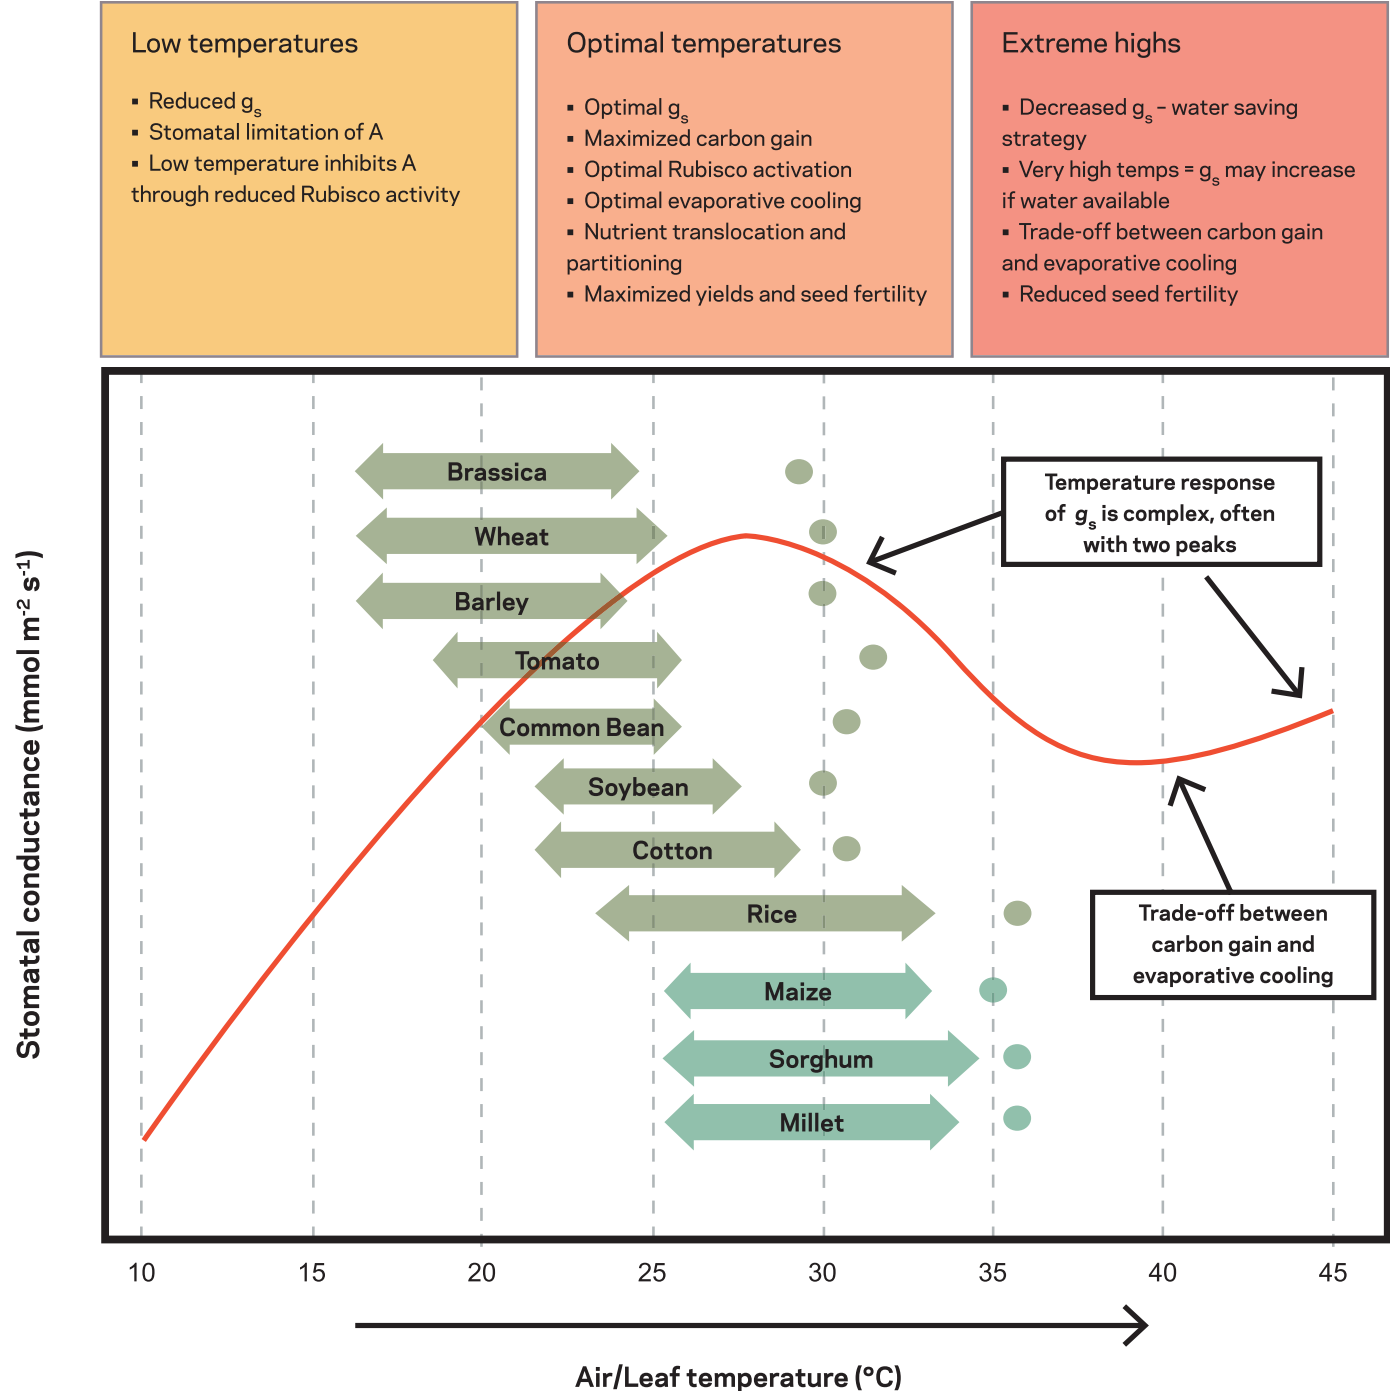 Low temperatures
▪ Reduced gs
▪ Stomatal limitation of A
▪ Low temperature inhibits A
through reduced Rubisco activity
Optimal temperatures
▪ Optimal gs
▪ Maximized carbon gain
▪ Optimal Rubisco activation
▪ Optimal evaporative cooling
▪ Nutrient translocation and
partitioning
▪ Maximized yields and seed fertility
Extreme highs
▪ Decreased gs – water saving
strategy
▪ Very high temps = gs may increase
if water available
▪ Trade-off between carbon gain
and evaporative cooling
▪ Reduced seed fertility
Stomatal conductance (mmol m⁻² s⁻¹)
Brassica
Wheat
Barley
Tomato
Common Bean
Soybean
Cotton
Rice
Maize
Sorghum
Millet
Temperature response
of gs is complex, often
with two peaks
Trade-off between
carbon gain and
evaporative cooling
10 15 20 25 30 35 40 45
Air/Leaf temperature (°C)